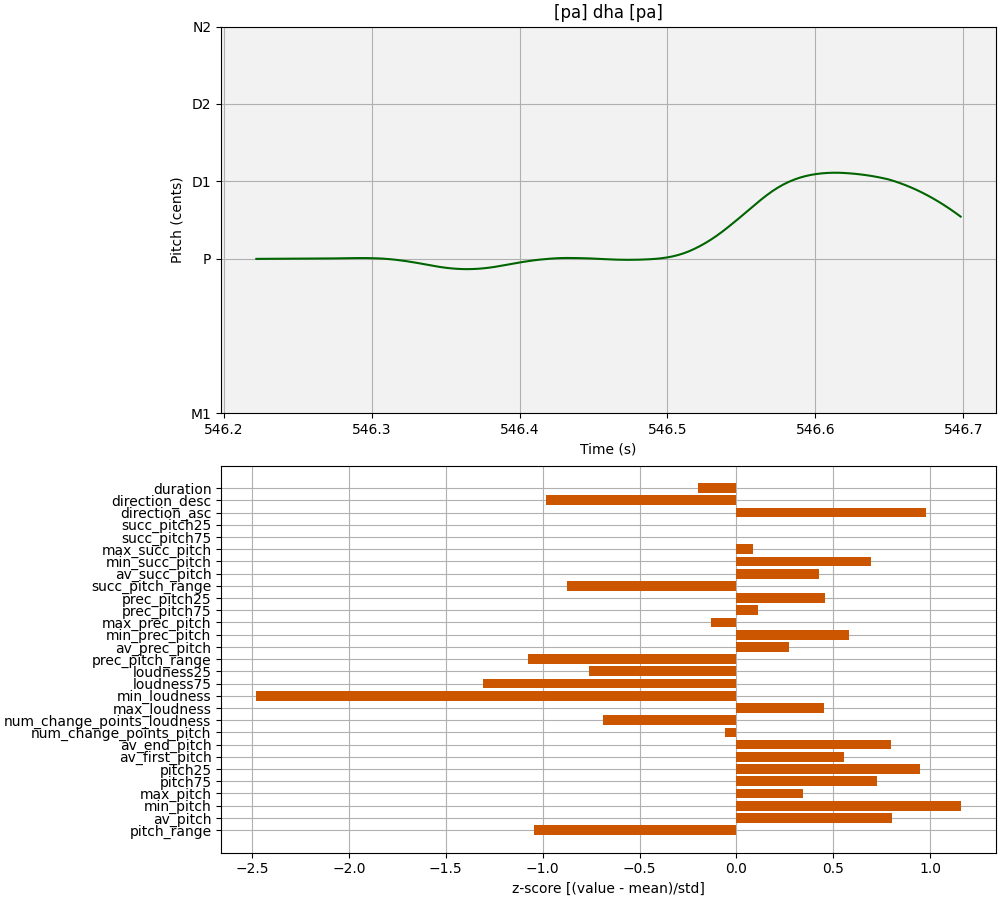 [pa] dha [pa]
N2
D2
D1
P
M1
Pitch (cents)
546.2 546.3 546.4 546.5 546.6 546.7
Time (s)
duration
direction_desc
direction_asc
succ_pitch25
succ_pitch75
max_succ_pitch
min_succ_pitch
av_succ_pitch
succ_pitch_range
prec_pitch25
prec_pitch75
max_prec_pitch
min_prec_pitch
av_prec_pitch
prec_pitch_range
loudness25
loudness75
min_loudness
max_loudness
num_change_points_loudness
num_change_points_pitch
av_end_pitch
av_first_pitch
pitch25
pitch75
max_pitch
min_pitch
av_pitch
pitch_range
−2.5 −2.0 −1.5 −1.0 −0.5 0.0 0.5 1.0
z-score [(value - mean)/std]